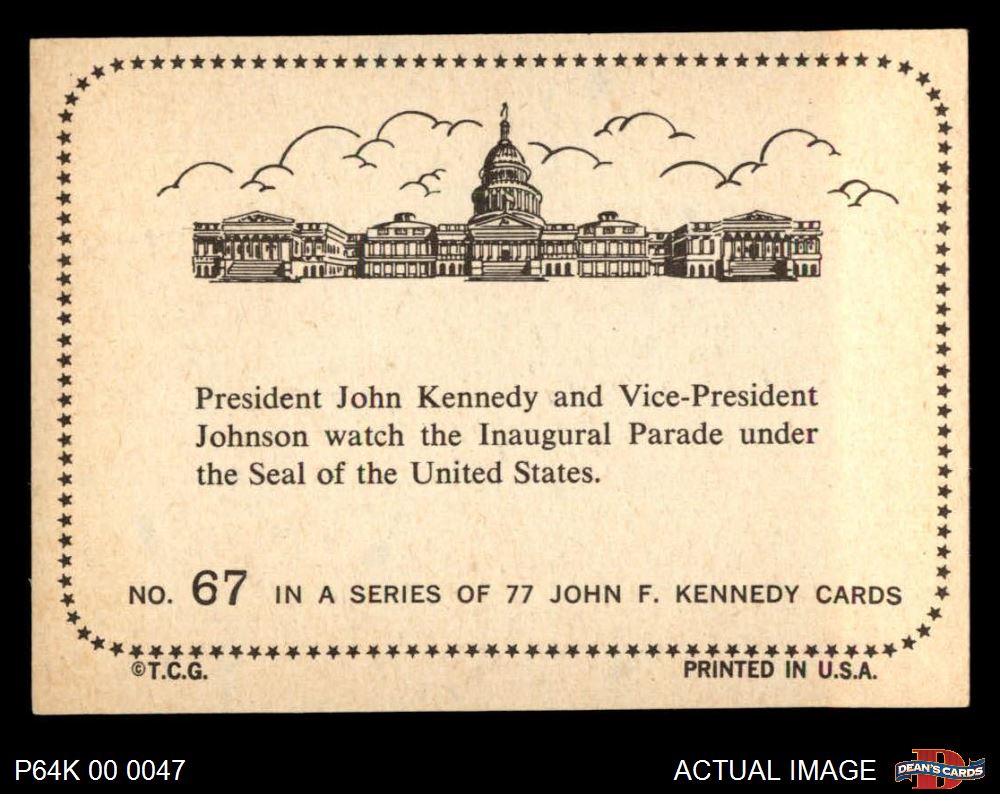 President John Kennedy and Vice-President
Johnson watch the Inaugural Parade under
the Seal of the United States.
NO. 67 IN A SERIES OF 77 JOHN F. KENNEDY CARDS
©T.C.G. PRINTED IN U.S.A.
P64K 00 0047 ACTUAL IMAGE DEAN'S CARDS